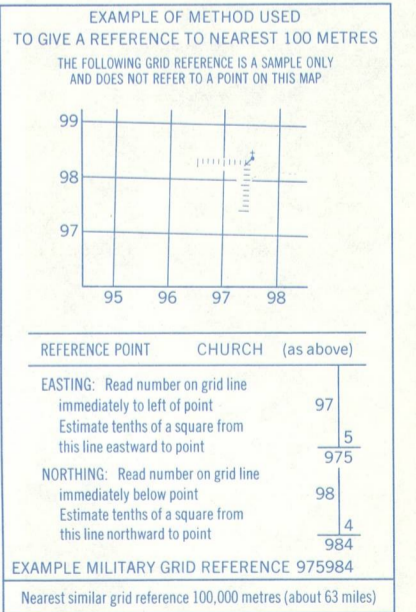 EXAMPLE OF METHOD USED
TO GIVE A REFERENCE TO NEAREST 100 METRES
THE FOLLOWING GRID REFERENCE IS A SAMPLE ONLY
AND DOES NOT REFER TO A POINT ON THIS MAP
99
98
97
95 96 97 98
REFERENCE POINT CHURCH (as above)
EASTING: Read number on grid line
immediately to left of point 97
Estimate tenths of a square from
this line eastward to point 5
975
NORTHING: Read number on grid line
immediately below point 98
Estimate tenths of a square from
this line northward to point 4
984
EXAMPLE MILITARY GRID REFERENCE 975984
Nearest similar grid reference 100,000 metres (about 63 miles)